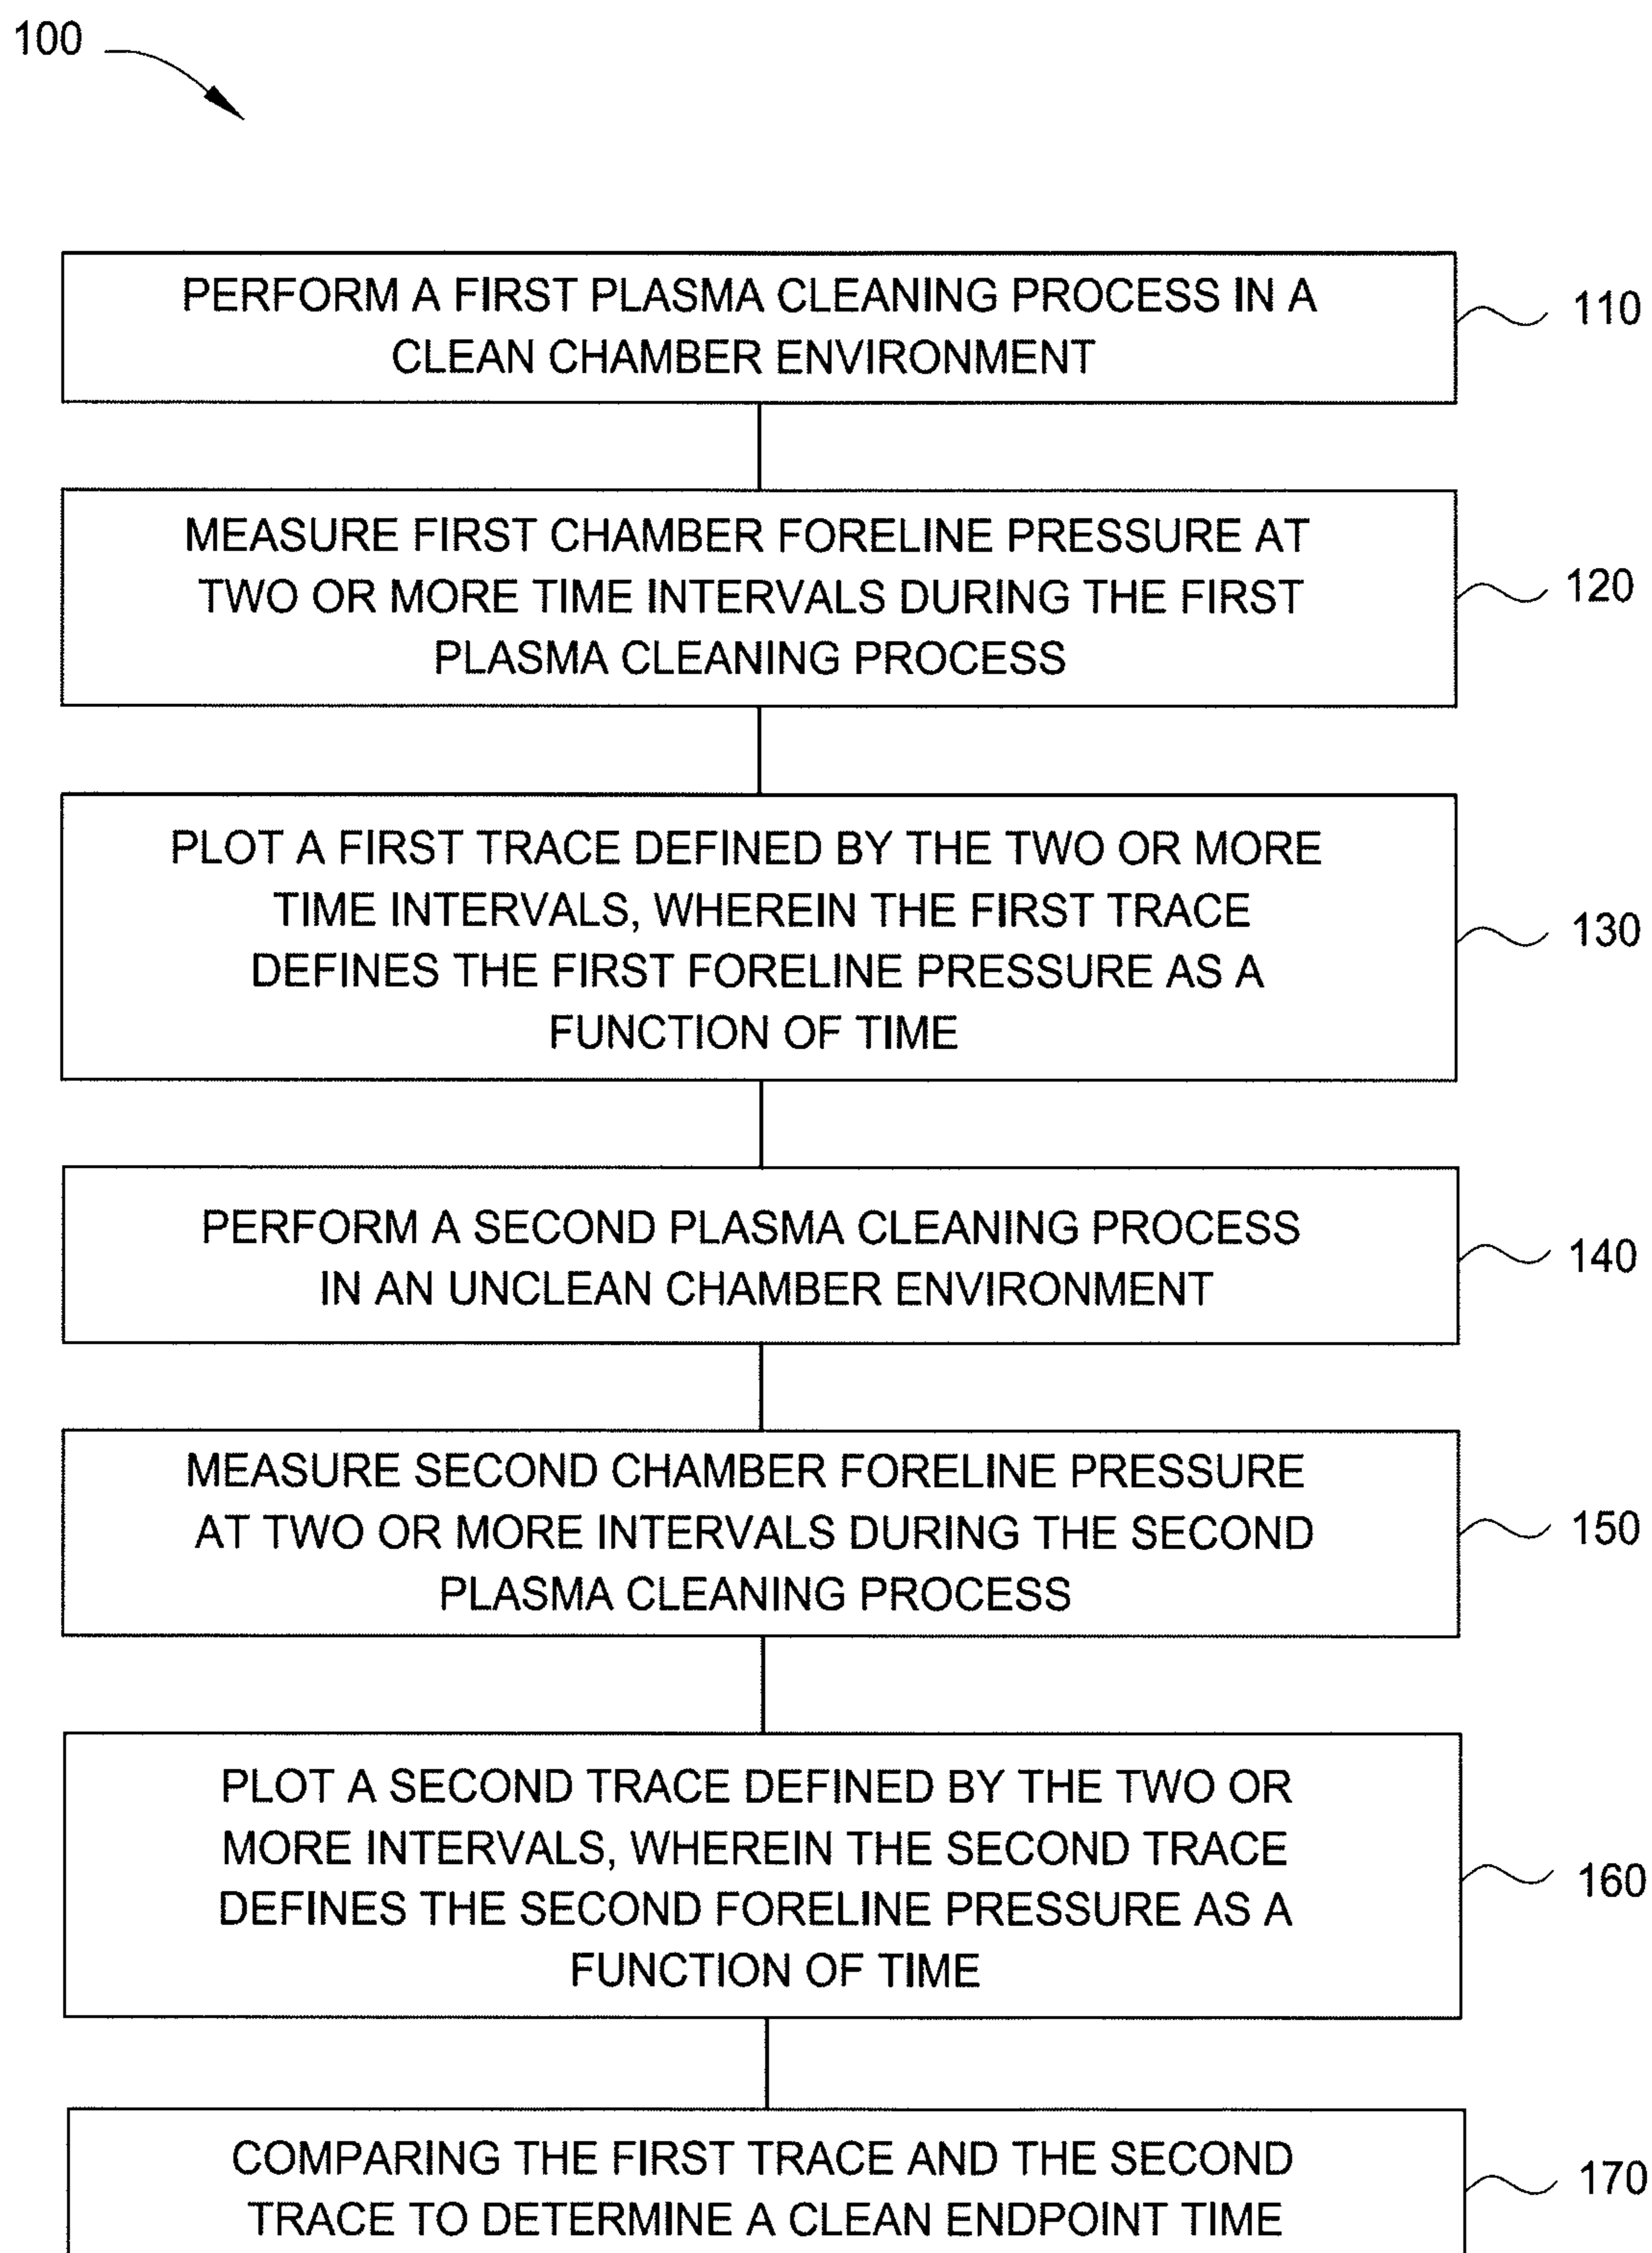 100
PERFORM A FIRST PLASMA CLEANING PROCESS IN A
CLEAN CHAMBER ENVIRONMENT
110
MEASURE FIRST CHAMBER FORELINE PRESSURE AT
TWO OR MORE TIME INTERVALS DURING THE FIRST
PLASMA CLEANING PROCESS
120
PLOT A FIRST TRACE DEFINED BY THE TWO OR MORE
TIME INTERVALS, WHEREIN THE FIRST TRACE
DEFINES THE FIRST FORELINE PRESSURE AS A
FUNCTION OF TIME
130
PERFORM A SECOND PLASMA CLEANING PROCESS
IN AN UNCLEAN CHAMBER ENVIRONMENT
140
MEASURE SECOND CHAMBER FORELINE PRESSURE
AT TWO OR MORE INTERVALS DURING THE SECOND
PLASMA CLEANING PROCESS
150
PLOT A SECOND TRACE DEFINED BY THE TWO OR
MORE INTERVALS, WHEREIN THE SECOND TRACE
DEFINES THE SECOND FORELINE PRESSURE AS A
FUNCTION OF TIME
160
COMPARING THE FIRST TRACE AND THE SECOND
TRACE TO DETERMINE A CLEAN ENDPOINT TIME
170